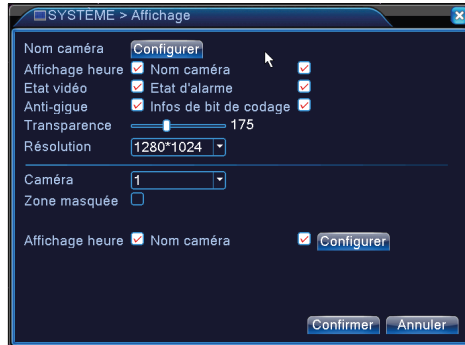 SYSTÈME > Affichage
Nom caméra Configurer
Affichage heure Nom caméra
Etat vidéo Etat d'alarme
Anti-gigue Infos de bit de codage
Transparence 175
Résolution 1280*1024
Caméra 1
Zone masquée
Affichage heure Nom caméra Configurer
Confirmer Annuler